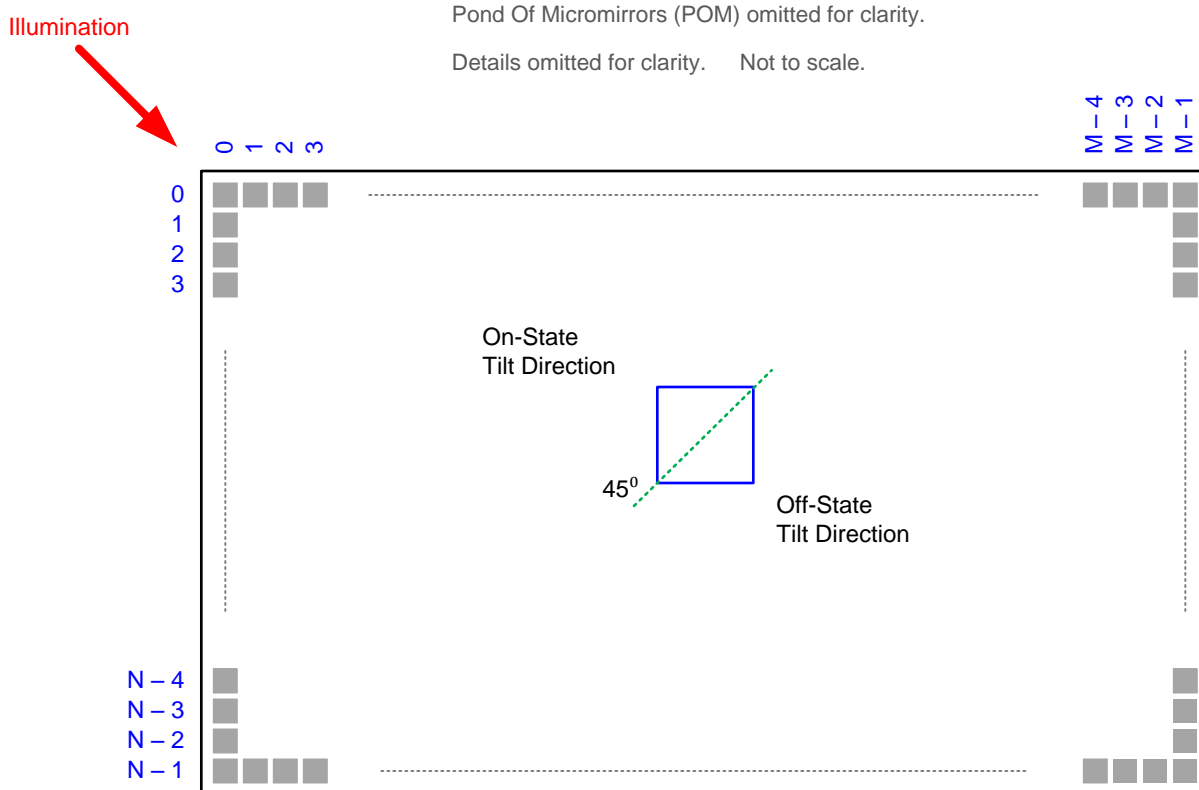 Pond Of Micromirrors (POM) omitted for clarity.
Illumination
Details omitted for clarity. Not to scale.
0
1
2
3
M – 4
M – 3
M – 2
M – 1
0
1
2
3
On-State
Tilt Direction
45⁰
Off-State
Tilt Direction
N – 4
N – 3
N – 2
N – 1